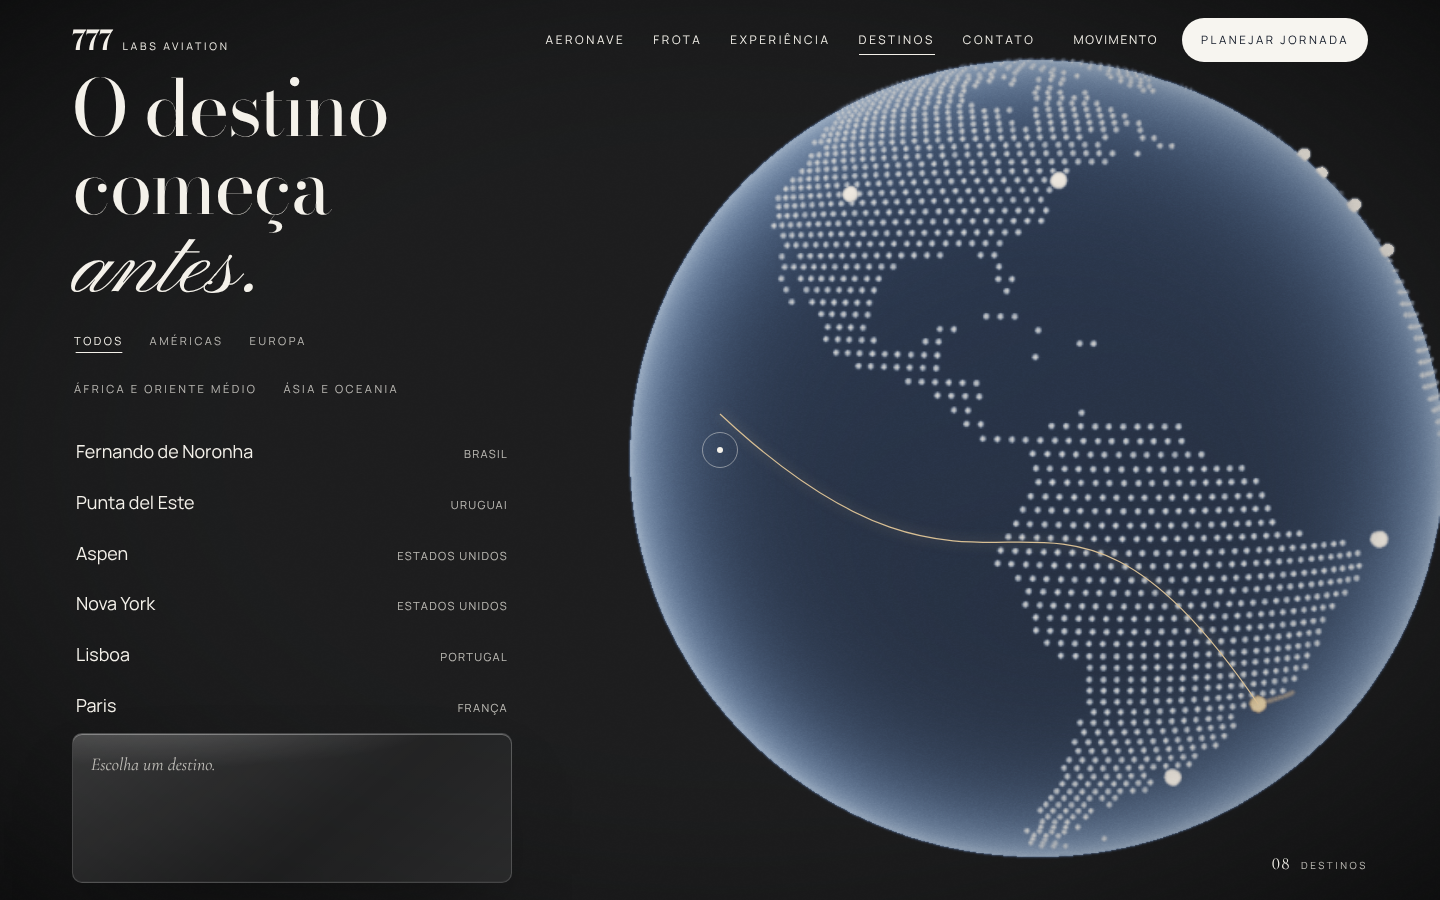 777 LABS AVIATION
AERONAVE FROTA EXPERIÊNCIA DESTINOS CONTATO MOVIMENTO PLANEJAR JORNADA
O destino
começa
antes.
TODOS AMÉRICAS EUROPA
ÁFRICA E ORIENTE MÉDIO ÁSIA E OCEANIA
Fernando de Noronha BRASIL
Punta del Este URUGUAI
Aspen ESTADOS UNIDOS
Nova York ESTADOS UNIDOS
Lisboa PORTUGAL
Paris FRANÇA
Escolha um destino.
08 DESTINOS